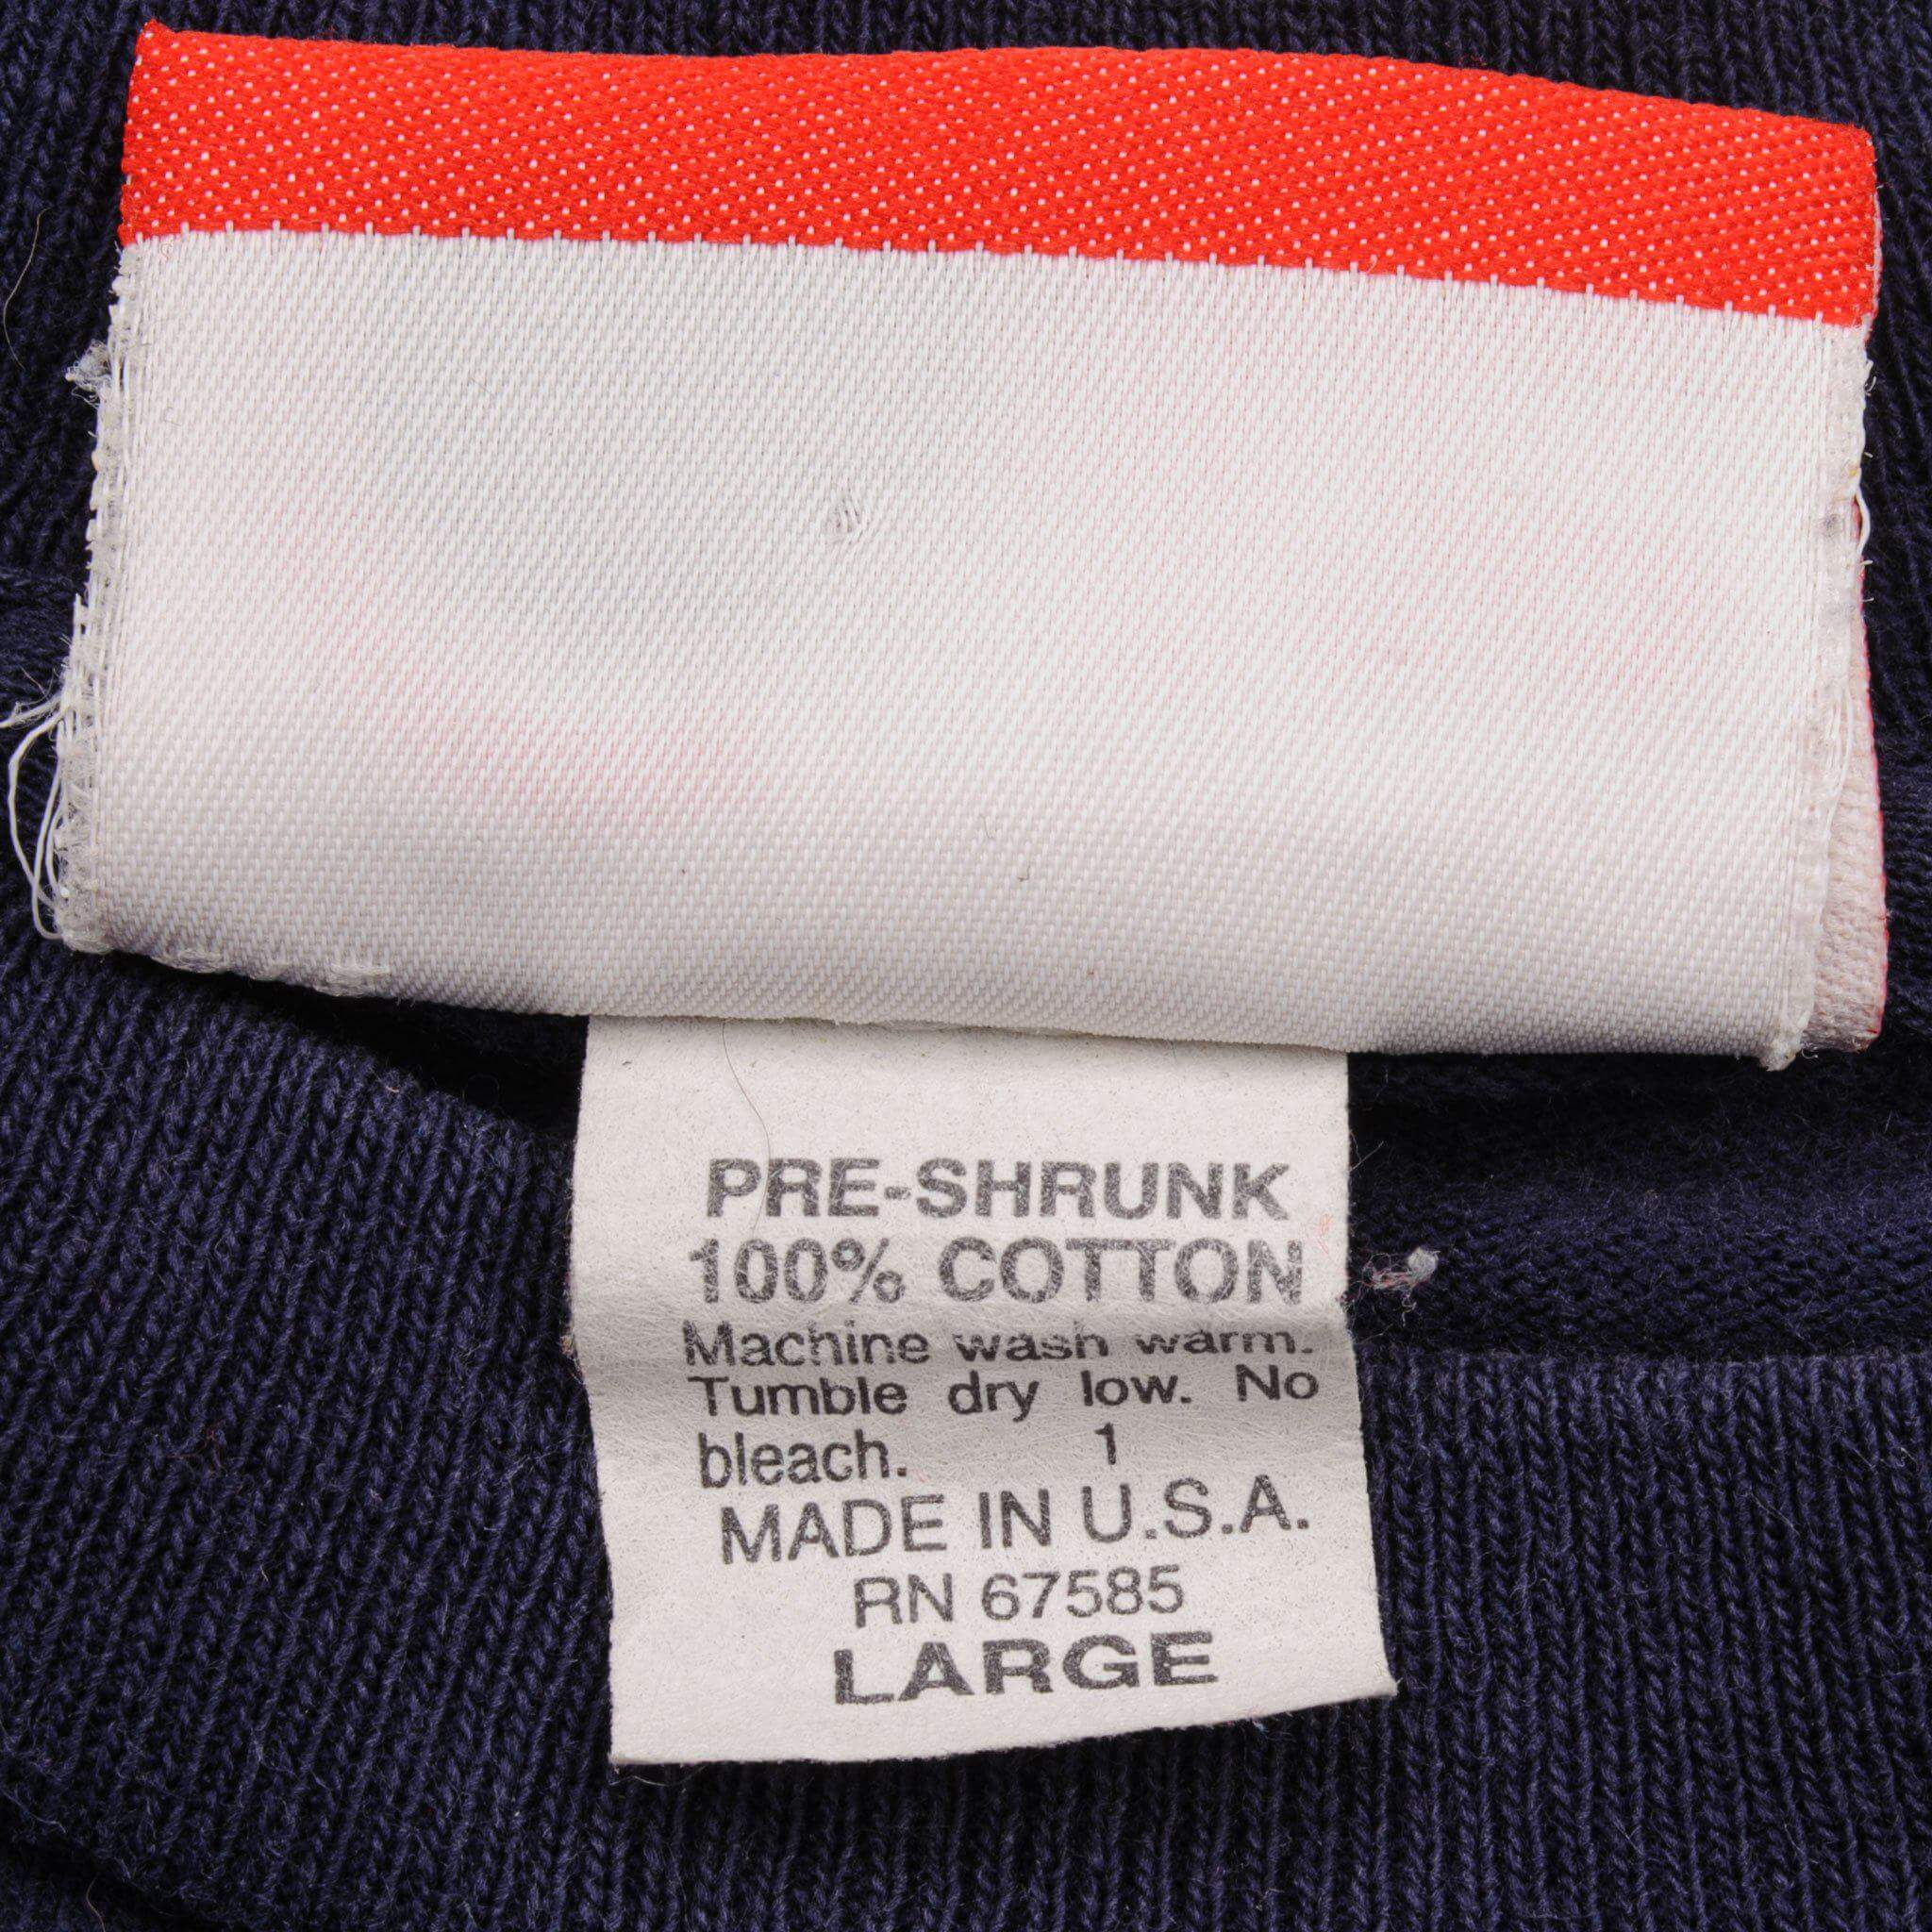 PRE-SHRUNK
100% COTTON
Machine wash warm.
Tumble dry low. No
bleach. 1
MADE IN U.S.A.
RN 67585
LARGE